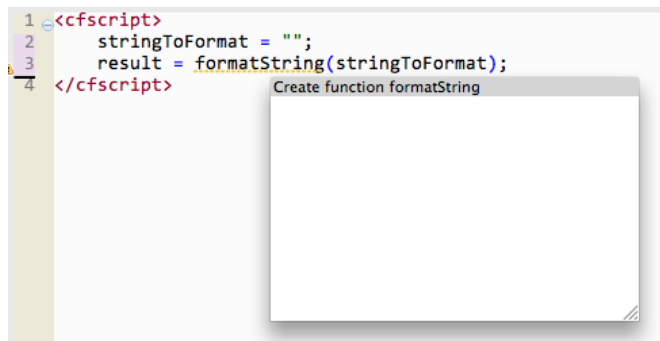 1 <cfscript>
2 stringToFormat = "";
3 result = formatString(stringToFormat);
4 </cfscript>
Create function formatString